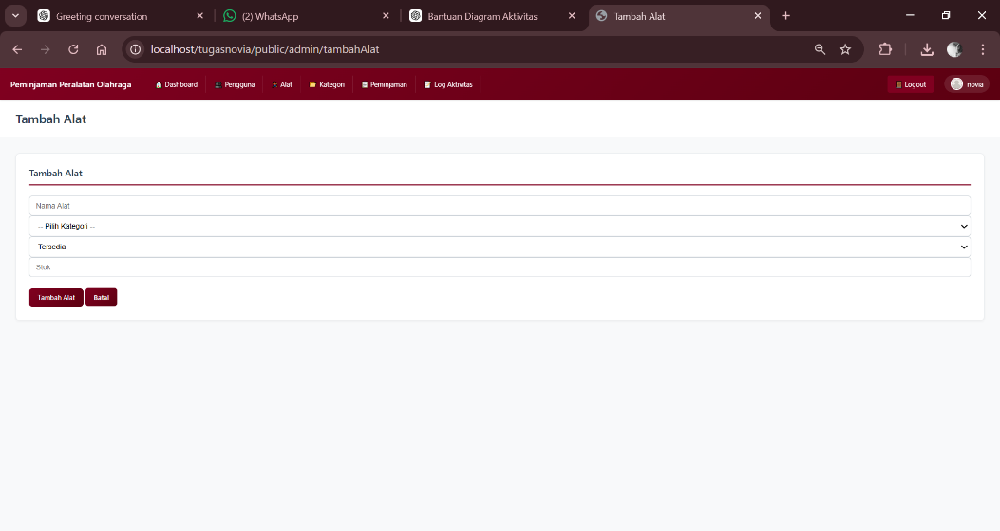 Greeting conversation
(2) WhatsApp
Bantuan Diagram Aktivitas
Tambah Alat
localhost/tugasnovia/public/admin/tambahAlat
Peminjaman Peralatan Olahraga Dashboard Pengguna Alat Kategori Peminjaman Log Aktivitas Logout novia
Tambah Alat
Tambah Alat
Nama Alat
-- Pilih Kategori --
Tersedia
Stok
Tambah Alat Batal